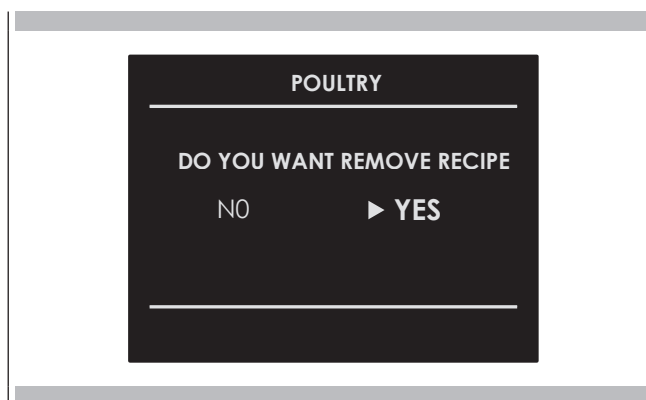 POULTRY
DO YOU WANT REMOVE RECIPE
N0 ▶ YES